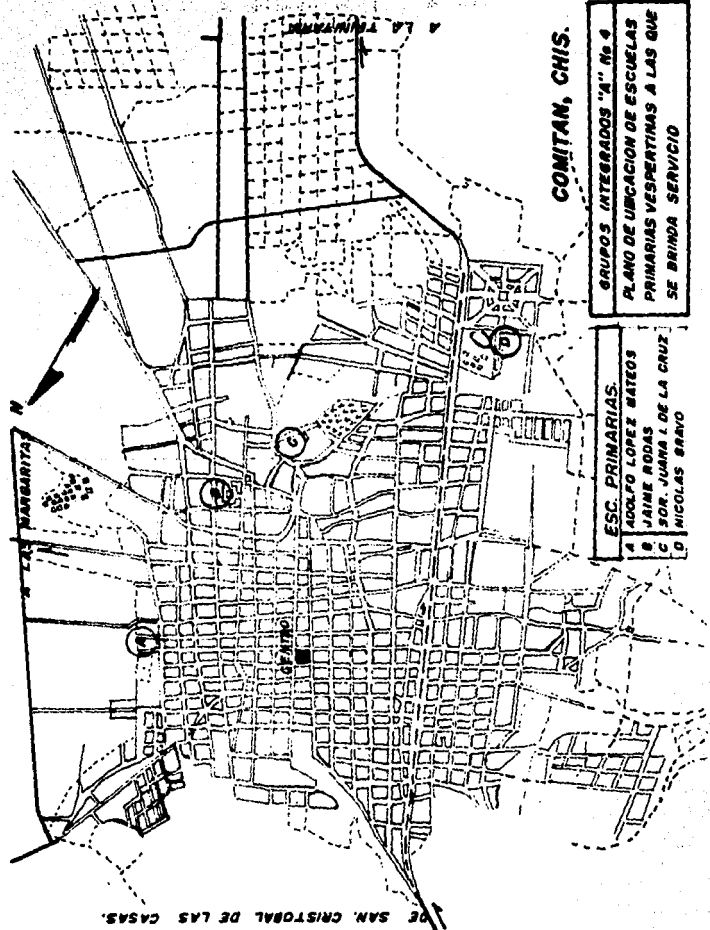 COMITAN, CHIS.
GRUPOS INTEGRADOS "A" No 4
PLANO DE UBICACION DE ESCUELAS
PRIMARIAS VESPERTINAS A LAS QUE
SE BRINDA SERVICIO
ESC. PRIMARIAS.
A ADOLFO LOPEZ MATEOS
B JAIME RODAS
C SOR. JUANA I. DE LA CRUZ
D NICOLAS BRAVO
A LA TRINITARIA
N
A LAS MARGARITAS
A
B
C
D
CENTRO
DE SAN. CRISTOBAL DE LAS CASAS.